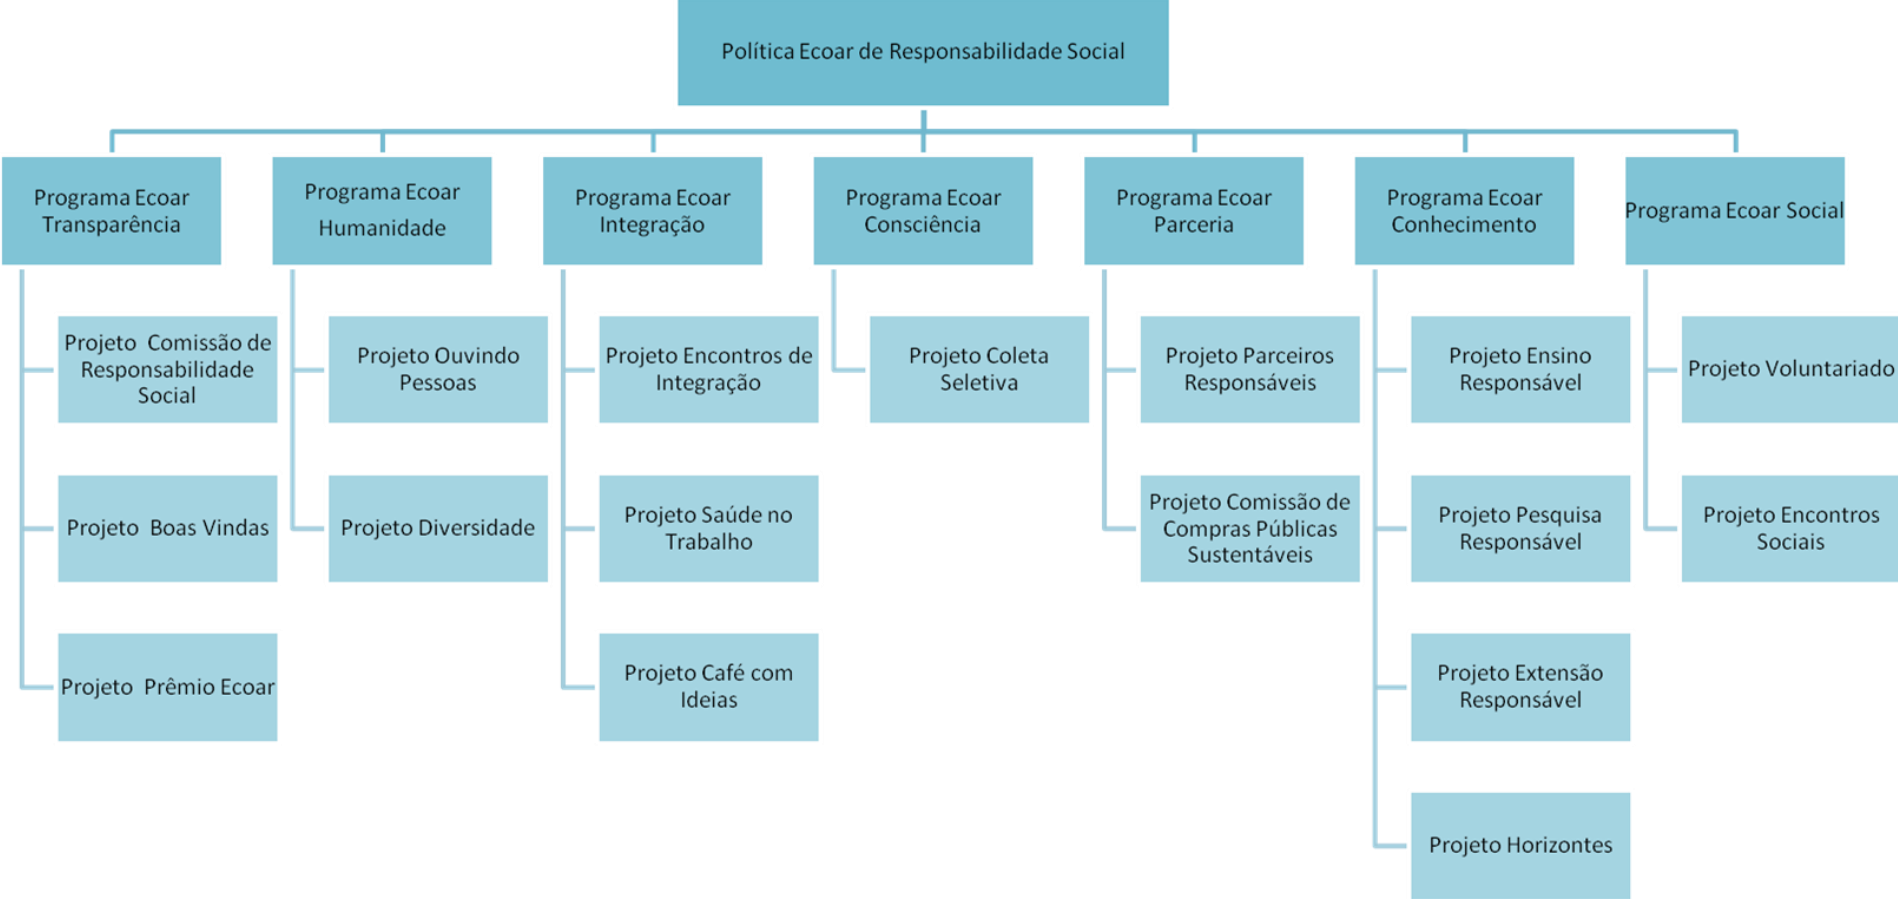 Política Ecoar de Responsabilidade Social
Programa Ecoar
Transparência
Programa Ecoar
Humanidade
Programa Ecoar
Integração
Programa Ecoar
Consciência
Programa Ecoar
Parceria
Programa Ecoar
Conhecimento
Programa Ecoar Social
Projeto Comissão de
Responsabilidade
Social
Projeto Boas Vindas
Projeto Prêmio Ecoar
Projeto Ouvindo
Pessoas
Projeto Diversidade
Projeto Encontros de
Integração
Projeto Saúde no
Trabalho
Projeto Café com
Ideias
Projeto Coleta
Seletiva
Projeto Parceiros
Responsáveis
Projeto Comissão de
Compras Públicas
Sustentáveis
Projeto Ensino
Responsável
Projeto Pesquisa
Responsável
Projeto Extensão
Responsável
Projeto Horizontes
Projeto Voluntariado
Projeto Encontros
Sociais